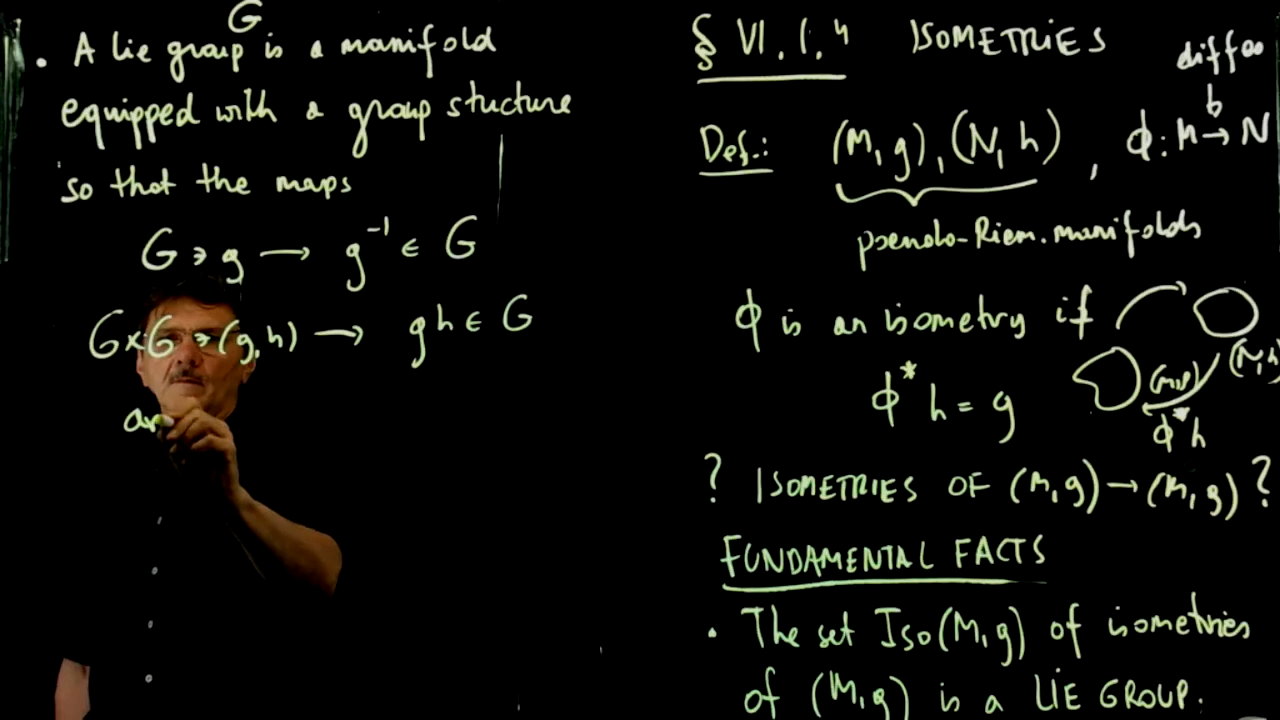 G
• A Lie group is a manifold
equipped with a group stucture
so that the maps
G ∋ g → g⁻¹ ∈ G
G×G ∋ (g,h) → gh ∈ G
§ VI.1.4 ISOMETRIES
diffeo
Def.: (M,g), (N,h), ϕ: M → N
pseudo-Riem. manifolds
ϕ is an isometry if
(N,h)
ϕ* h = g
(M,g)
ϕ* h
? ISOMETRIES OF (M,g) → (M,g) ?
FUNDAMENTAL FACTS
• The set Iso(M,g) of isometries
of (M,g) is a LIE GROUP.